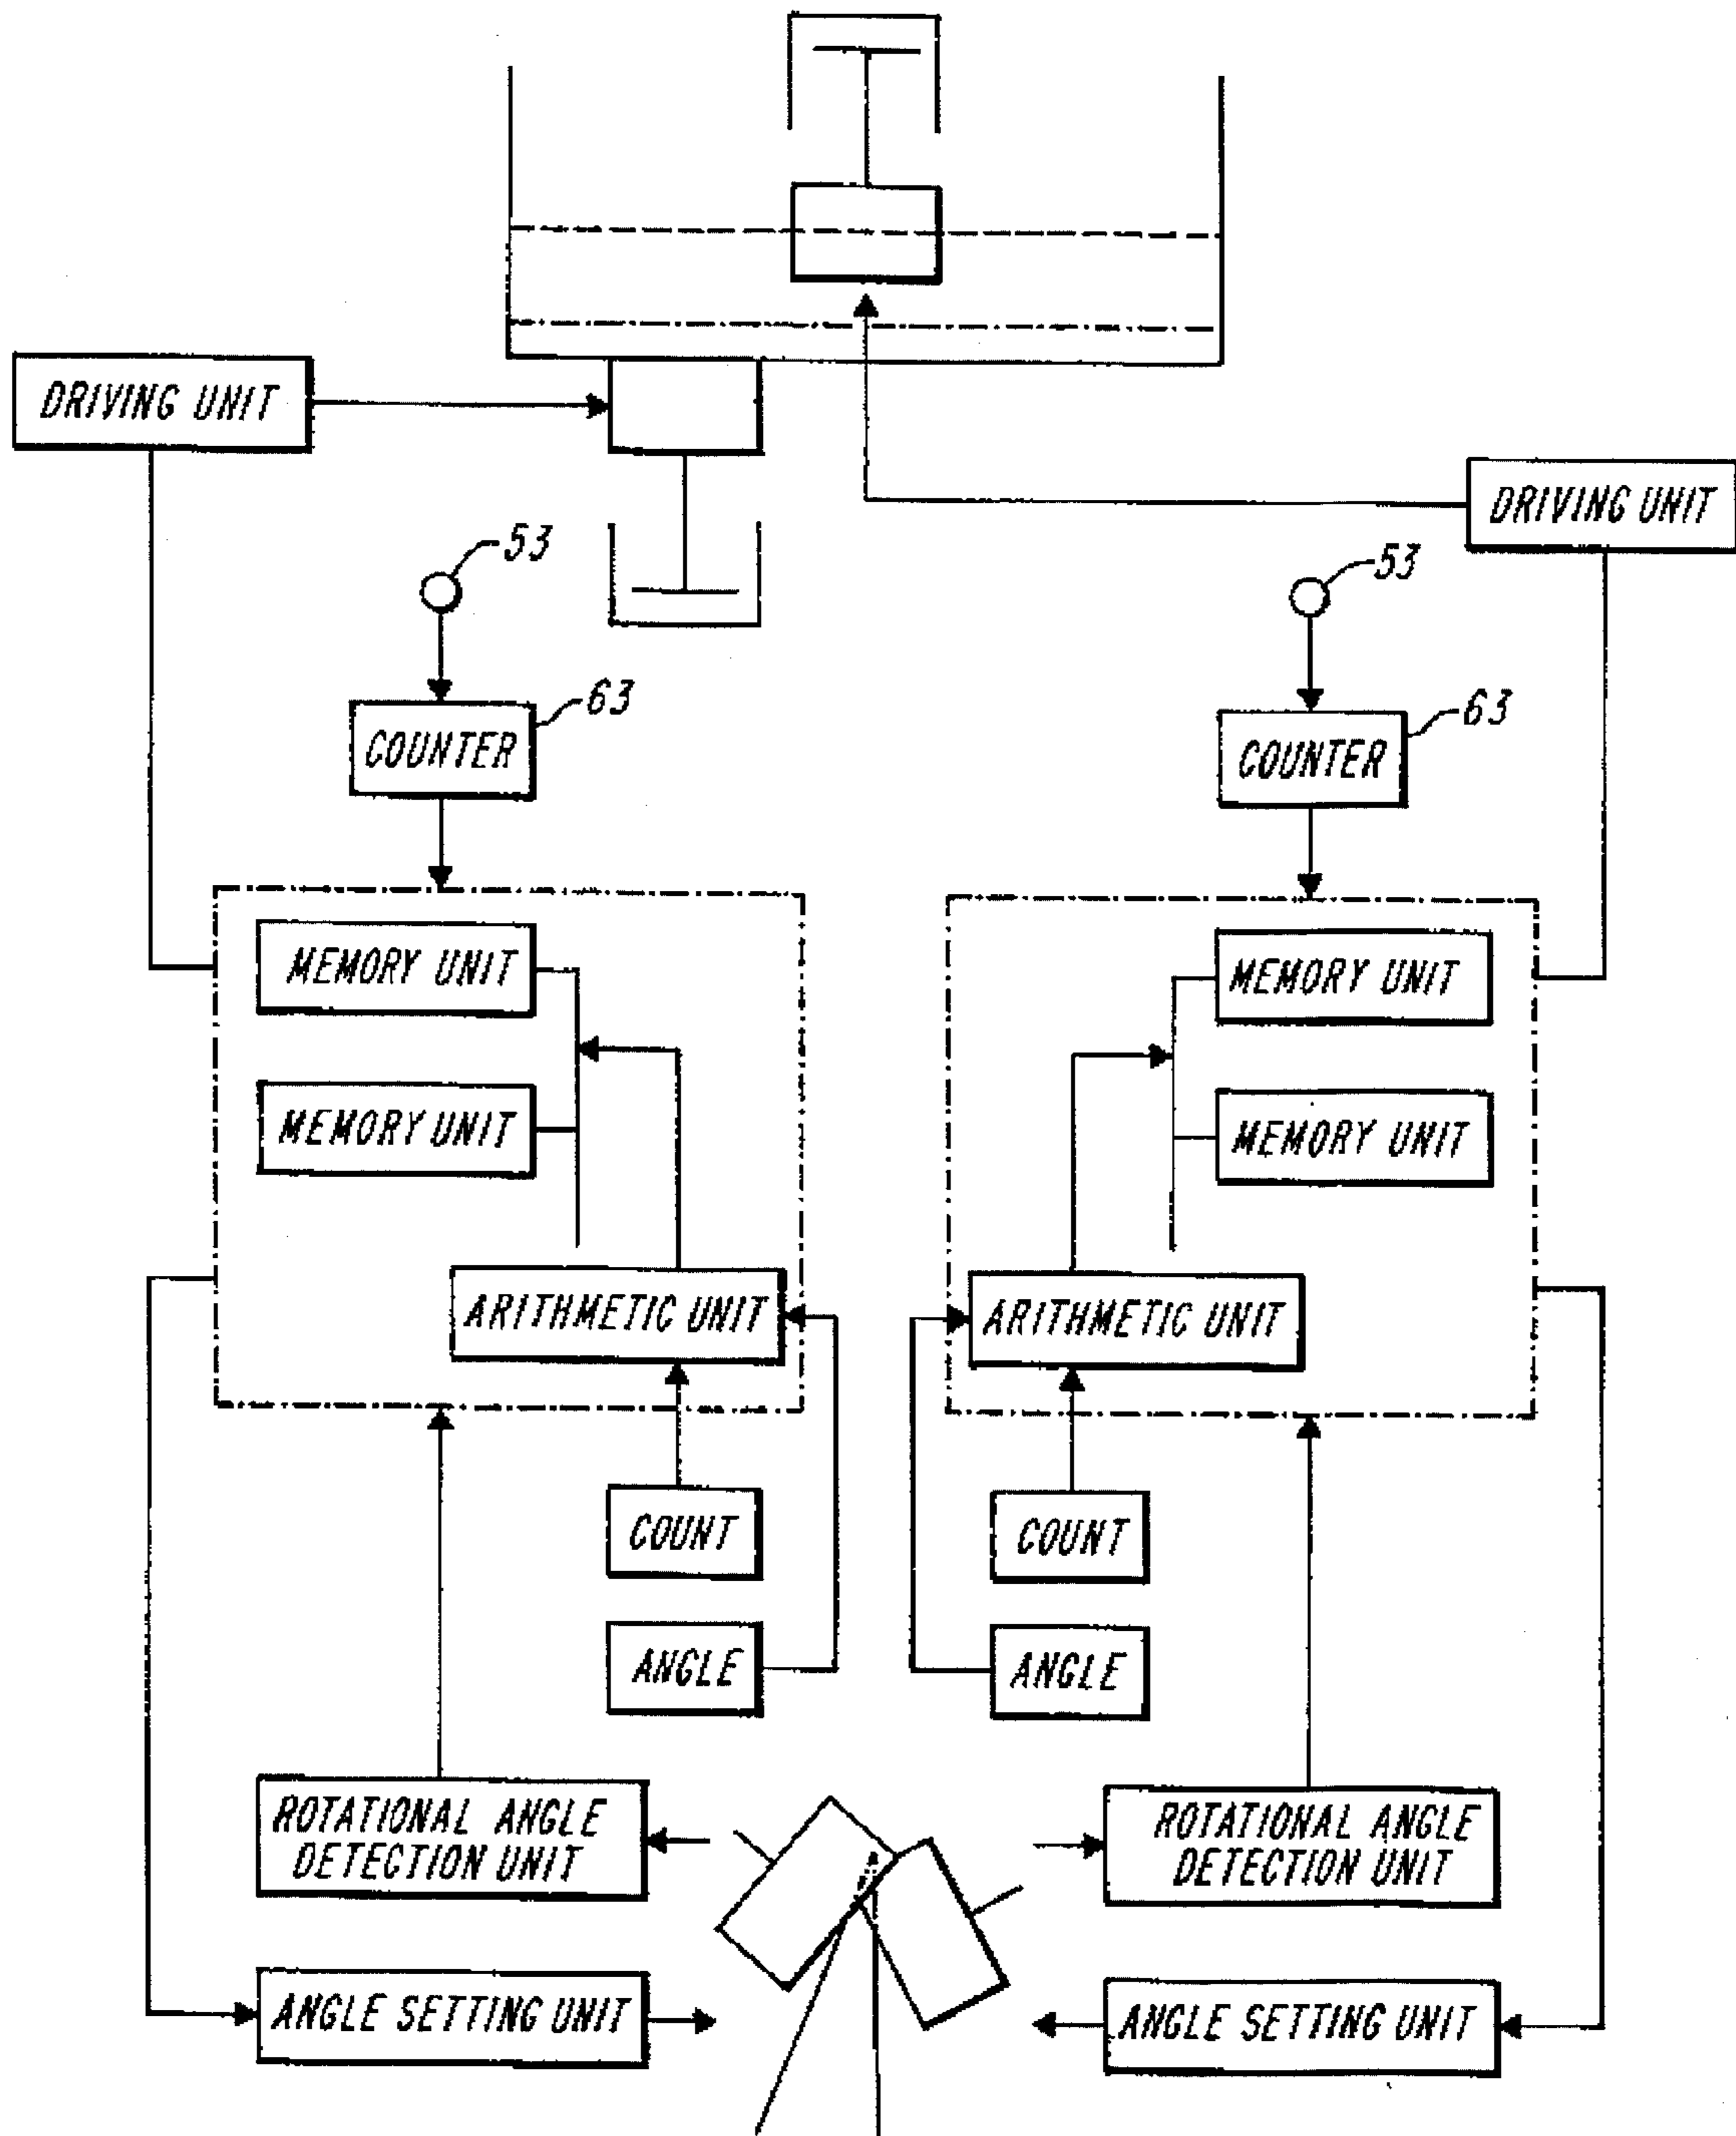 DRIVING UNIT
DRIVING UNIT
53
53
63
63
COUNTER
COUNTER
MEMORY UNIT
MEMORY UNIT
MEMORY UNIT
MEMORY UNIT
ARITHMETIC UNIT
ARITHMETIC UNIT
COUNT
COUNT
ANGLE
ANGLE
ROTATIONAL ANGLE
DETECTION UNIT
ROTATIONAL ANGLE
DETECTION UNIT
ANGLE SETTING UNIT
ANGLE SETTING UNIT